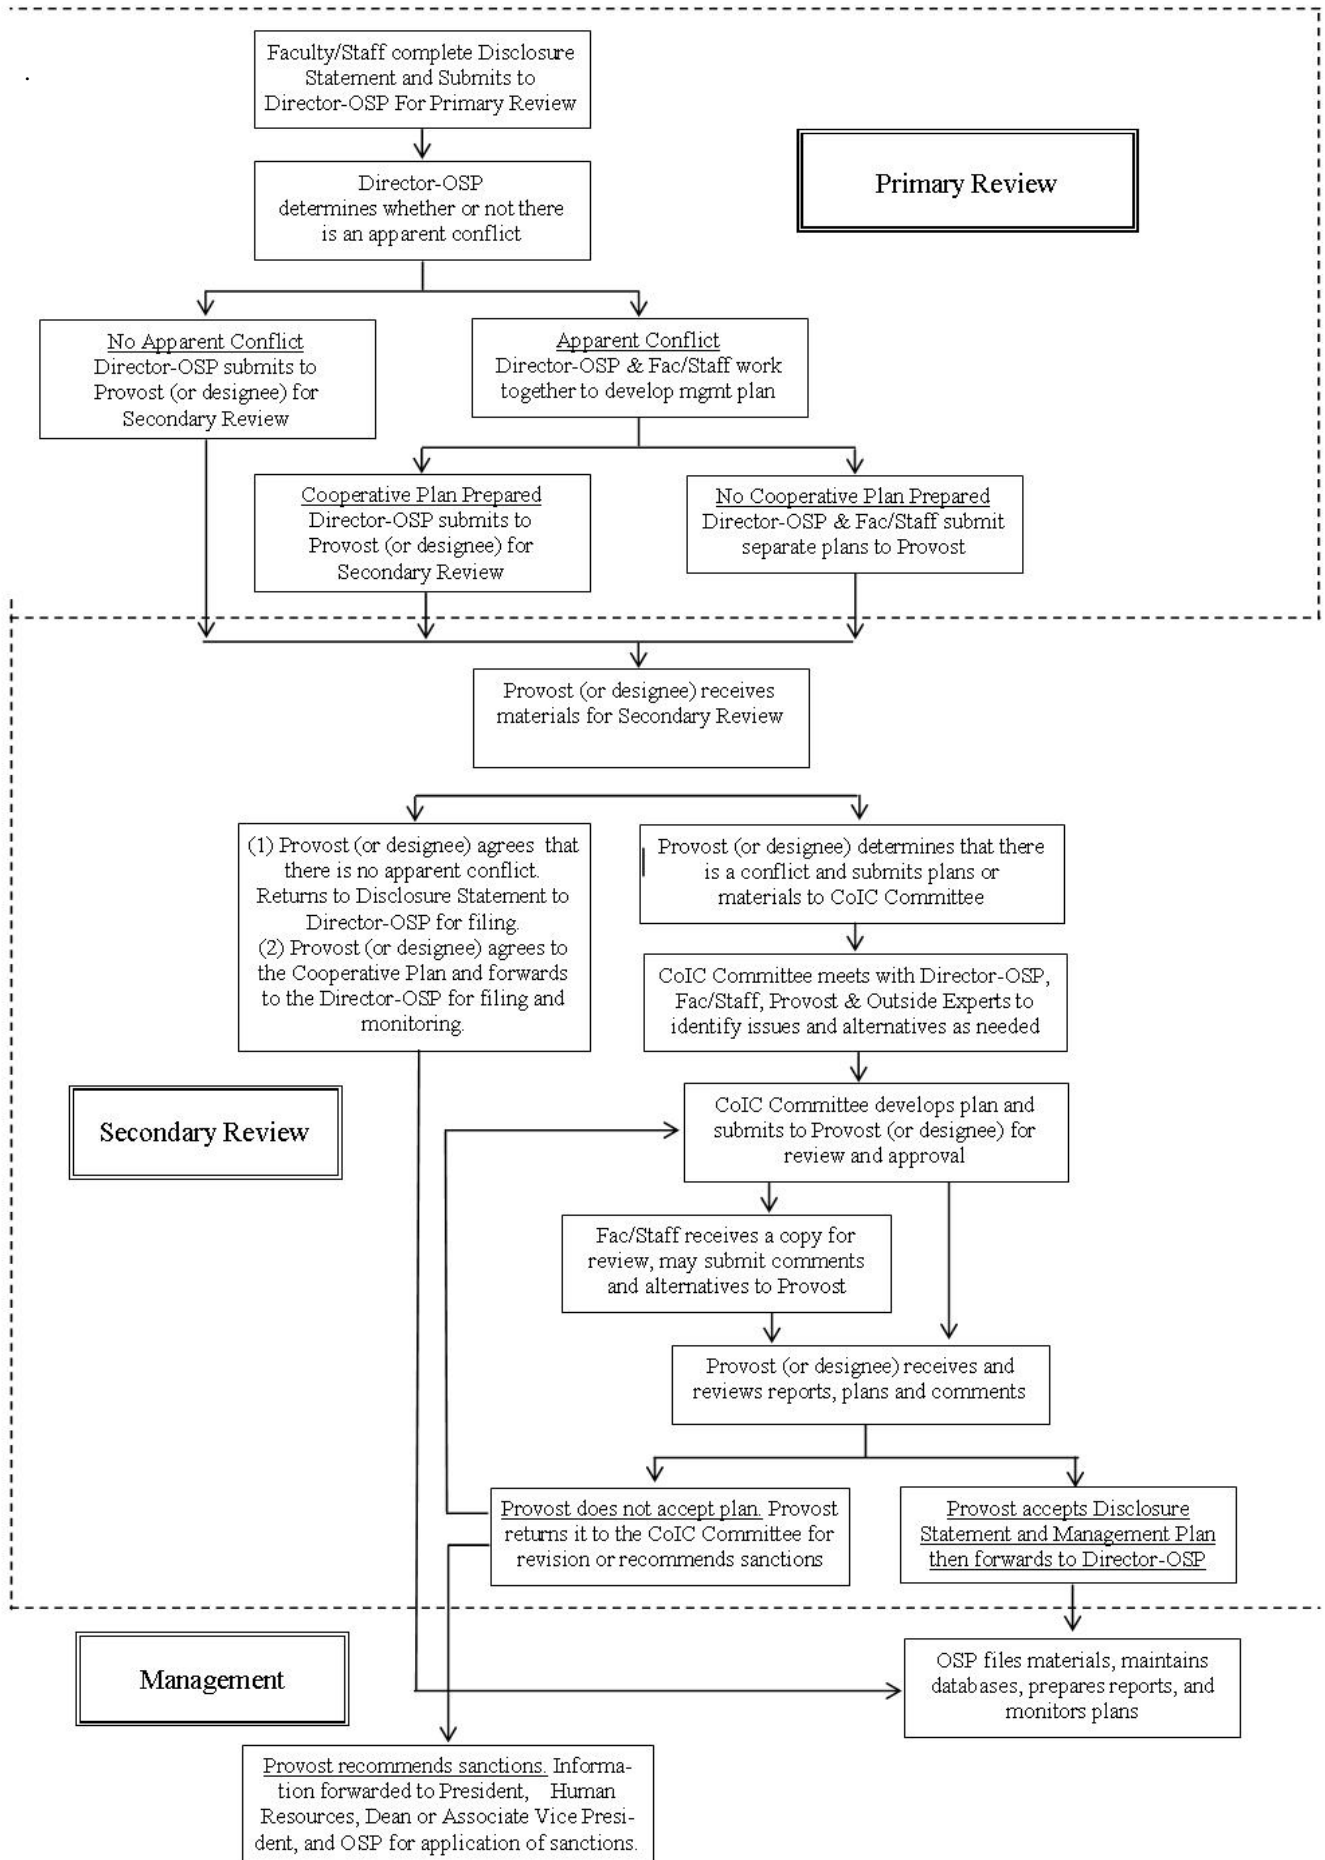 Faculty/Staff complete Disclosure
Statement and Submits to
Director-OSP For Primary Review
Primary Review
Director-OSP
determines whether or not there
is an apparent conflict
No Apparent Conflict
Director-OSP submits to
Provost (or designee) for
Secondary Review
Apparent Conflict
Director-OSP & Fac/Staff work
together to develop mgmt plan
Cooperative Plan Prepared
Director-OSP submits to
Provost (or designee) for
Secondary Review
No Cooperative Plan Prepared
Director-OSP & Fac/Staff submit
separate plans to Provost
Provost (or designee) receives
materials for Secondary Review
(1) Provost (or designee) agrees that
there is no apparent conflict.
Returns to Disclosure Statement to
Director-OSP for filing.
(2) Provost (or designee) agrees to
the Cooperative Plan and forwards
to the Director-OSP for filing and
monitoring.
Provost (or designee) determines that there
is a conflict and submits plans or
materials to CoIC Committee
CoIC Committee meets with Director-OSP,
Fac/Staff, Provost & Outside Experts to
identify issues and alternatives as needed
Secondary Review
CoIC Committee develops plan and
submits to Provost (or designee) for
review and approval
Fac/Staff receives a copy for
review, may submit comments
and alternatives to Provost
Provost (or designee) receives and
reviews reports, plans and comments
Provost does not accept plan. Provost
returns it to the CoIC Committee for
revision or recommends sanctions
Provost accepts Disclosure
Statement and Management Plan
then forwards to Director-OSP
Management
OSP files materials, maintains
databases, prepares reports, and
monitors plans
Provost recommends sanctions. Informa-
tion forwarded to President, Human
Resources, Dean or Associate Vice Presi-
dent, and OSP for application of sanctions.